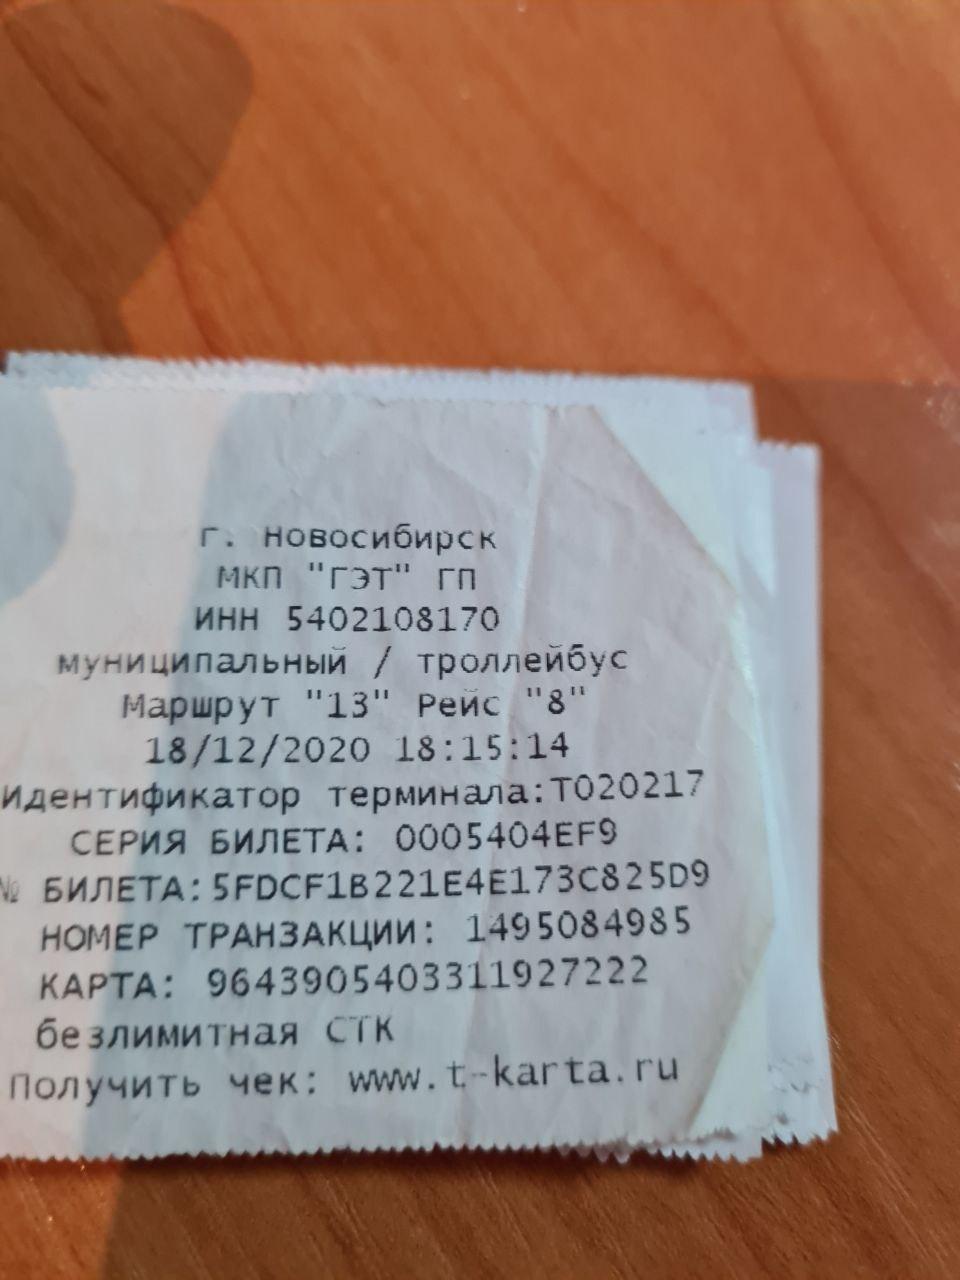 г. Новосибирск
МКП "ГЭТ" ГП
ИНН 5402108170
муниципальный / троллейбус
Маршрут "13" Рейс "8"
18/12/2020 18:15:14
Идентификатор терминала:T020217
СЕРИЯ БИЛЕТА: 0005404EF9
№ БИЛЕТА:5FDCF1B221E4E173C825D9
НОМЕР ТРАНЗАКЦИИ: 1495084985
КАРТА: 9643905403311927222
безлимитная СТК
Получить чек: www.t-karta.ru